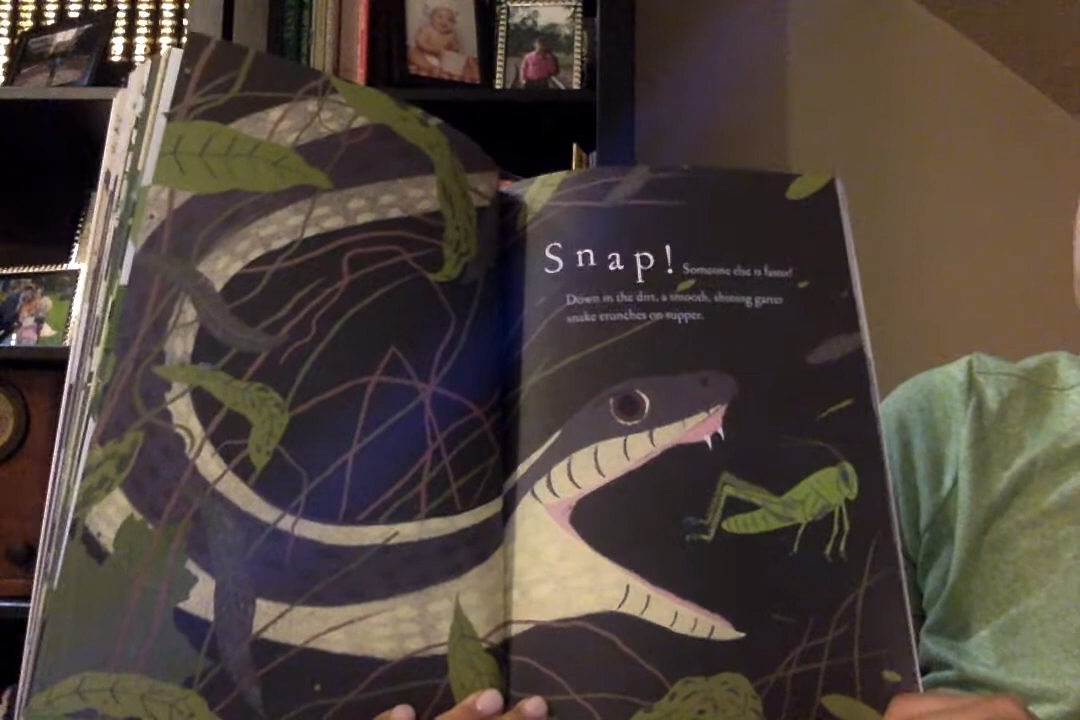 Snap! Someone else is faster!
Down in the dirt, a smooth, shining garter
snake crunches on supper.